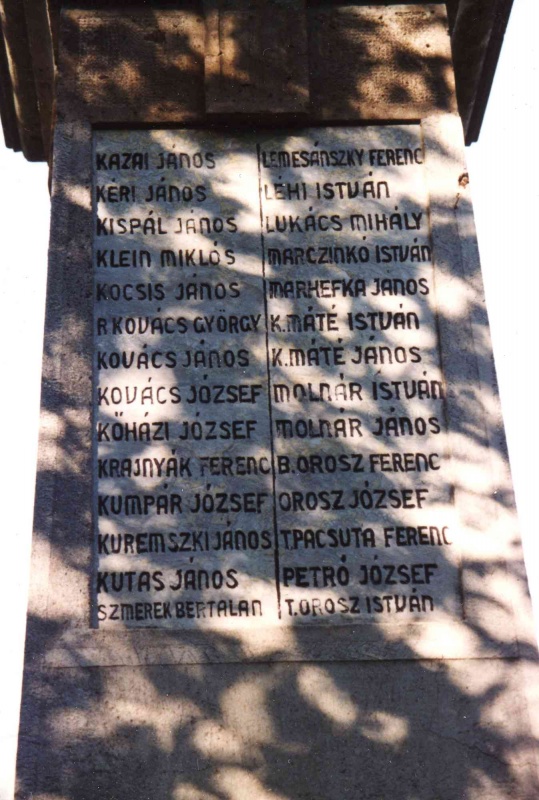 KAZAI JÁNOS
KÉRI JÁNOS
KISPÁL JÁNOS
KLEIN MIKLÓS
KOCSIS JÁNOS
R KOVÁCS GYÖRGY
KOVÁCS JÁNOS
KOVÁCS JÓZSEF
KŐHÁZI JÓZSEF
KRAJNYÁK FERENC
KUMPÁR JÓZSEF
KUREMSZKI JÁNOS
KUTAS JÁNOS
SZMEREK BERTALAN
LEMESÁNSZKY FERENC
LÉHI ISTVÁN
LUKÁCS MIHÁLY
MARCZINKÓ ISTVÁN
MARHEFKA JÁNOS
K. MÁTÉ ISTVÁN
K. MÁTÉ JÁNOS
MOLNÁR ISTVÁN
MOLNÁR JÁNOS
B. OROSZ FERENC
OROSZ JÓZSEF
T. PACSUTA FERENC
PETRÓ JÓZSEF
T. OROSZ ISTVÁN